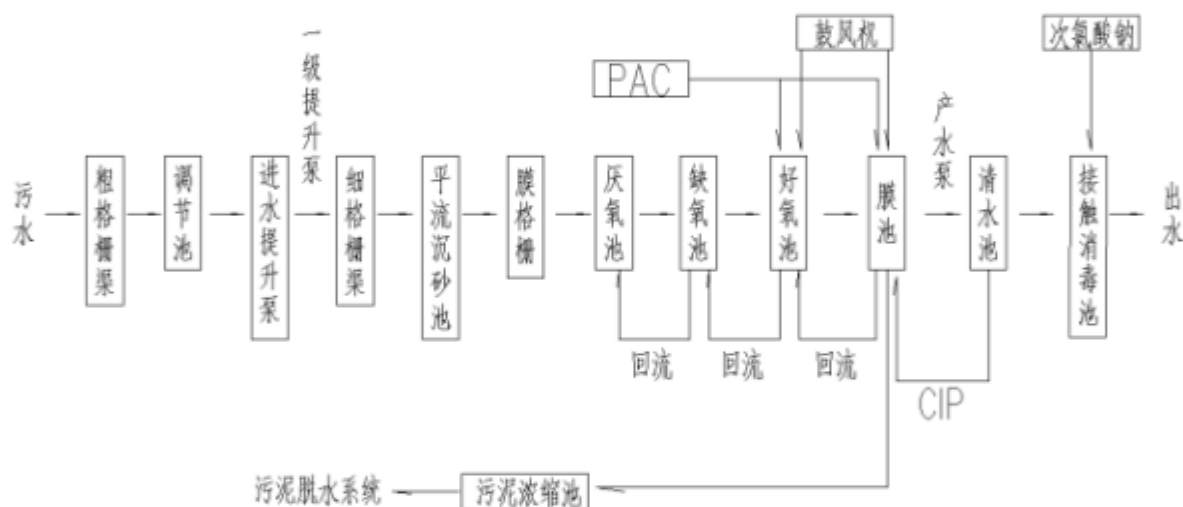 鼓风机
次氯酸钠
PAC
一级提升泵
产水泵
污水
粗格栅渠
调节池
进水提升泵
细格栅渠
平流沉砂池
膜格栅
厌氧池
缺氧池
好氧池
膜池
清水池
接触消毒池
出水
回流
回流
回流
CIP
污泥脱水系统
污泥浓缩池